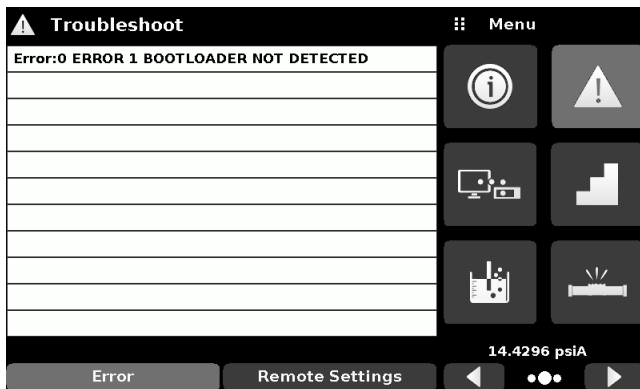 Troubleshoot
Menu
Error:0 ERROR 1 BOOTLOADER NOT DETECTED
14.4296 psiA
Error
Remote Settings